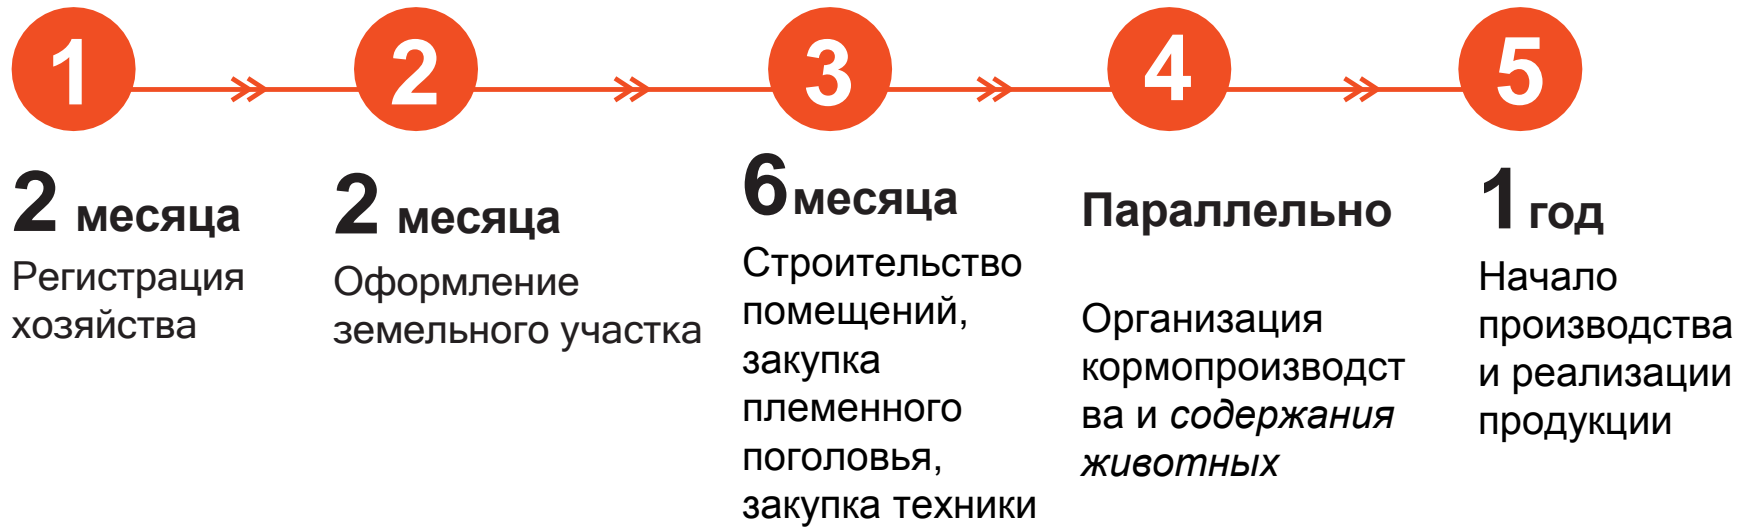 1
2
3
4
5
2 месяца
Регистрация
хозяйства
2 месяца
Оформление
земельного участка
6 месяца
Строительство
помещений,
закупка
племенного
поголовья,
закупка техники
Параллельно
Организация
кормопроизводст
ва и содержания
животных
1 год
Начало
производства
и реализации
продукции